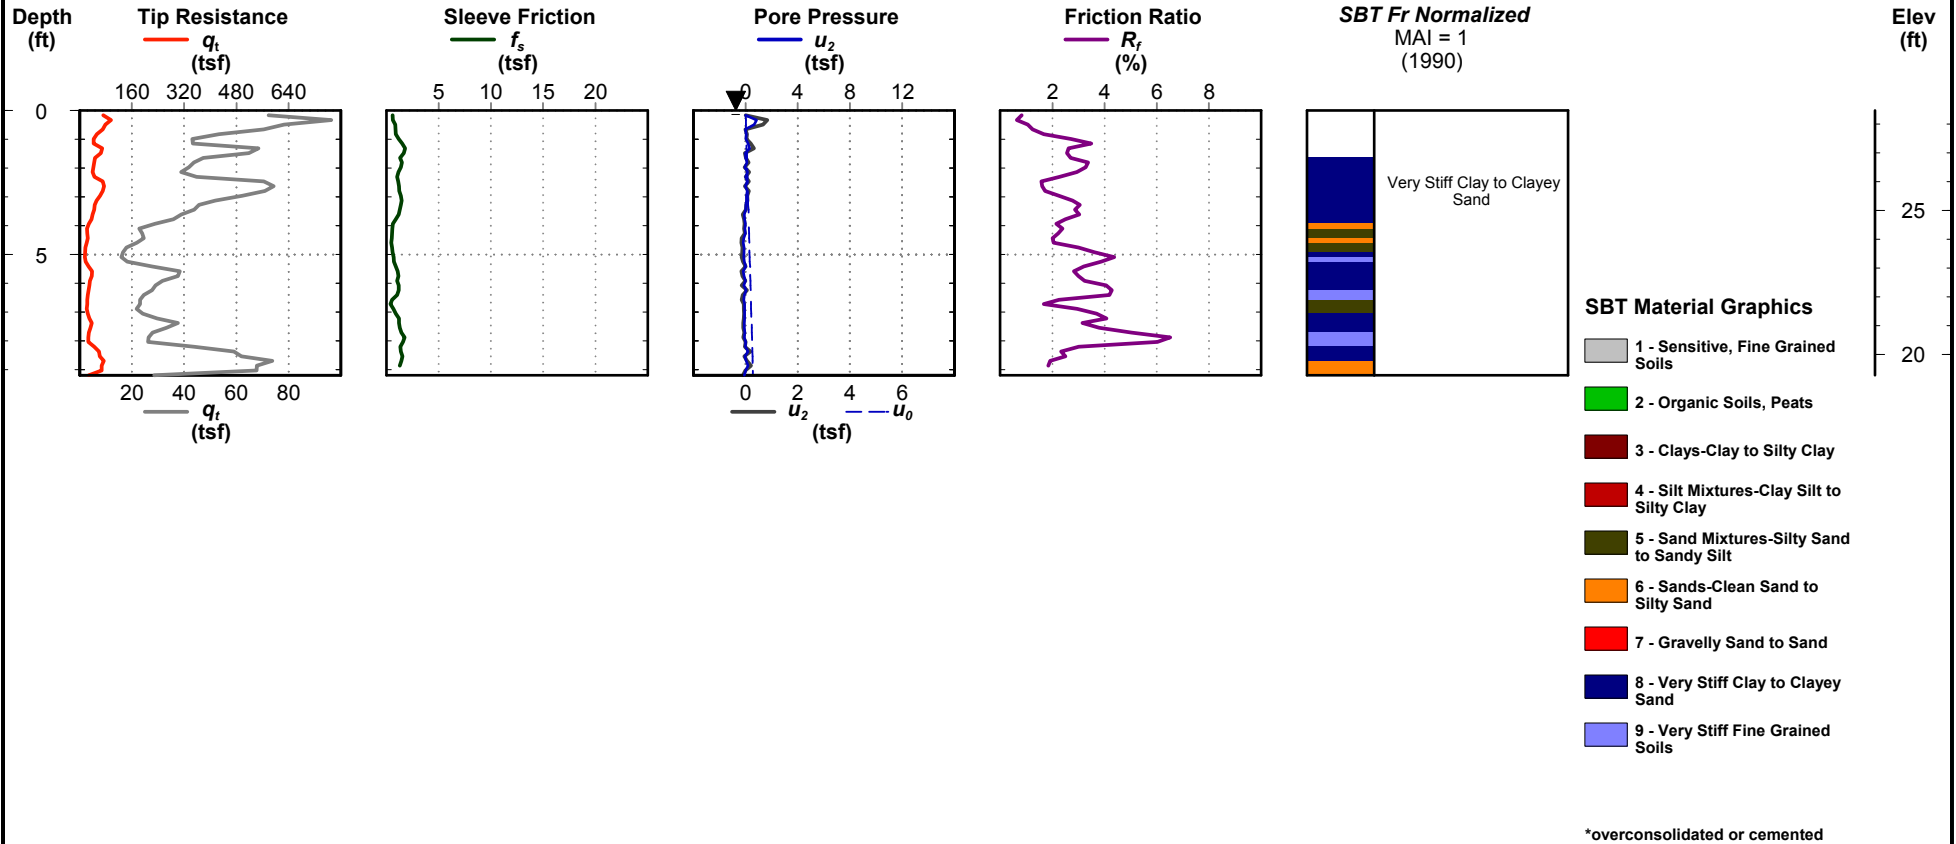 Depth
(ft)
Tip Resistance
qt
(tsf)
160 320 480 640
Sleeve Friction
fs
(tsf)
5 10 15 20
Pore Pressure
u2
(tsf)
0 4 8 12
Friction Ratio
Rf
(%)
2 4 6 8
SBT Fr Normalized
MAI = 1
(1990)
Elev
(ft)
0
5
20 40 60 80
qt
(tsf)
0 2 4 6
u2 u0
(tsf)
Very Stiff Clay to Clayey
Sand
25
20
SBT Material Graphics
1 - Sensitive, Fine Grained
Soils
2 - Organic Soils, Peats
3 - Clays-Clay to Silty Clay
4 - Silt Mixtures-Clay Silt to
Silty Clay
5 - Sand Mixtures-Silty Sand
to Sandy Silt
6 - Sands-Clean Sand to
Silty Sand
7 - Gravelly Sand to Sand
8 - Very Stiff Clay to Clayey
Sand
9 - Very Stiff Fine Grained
Soils
*overconsolidated or cemented